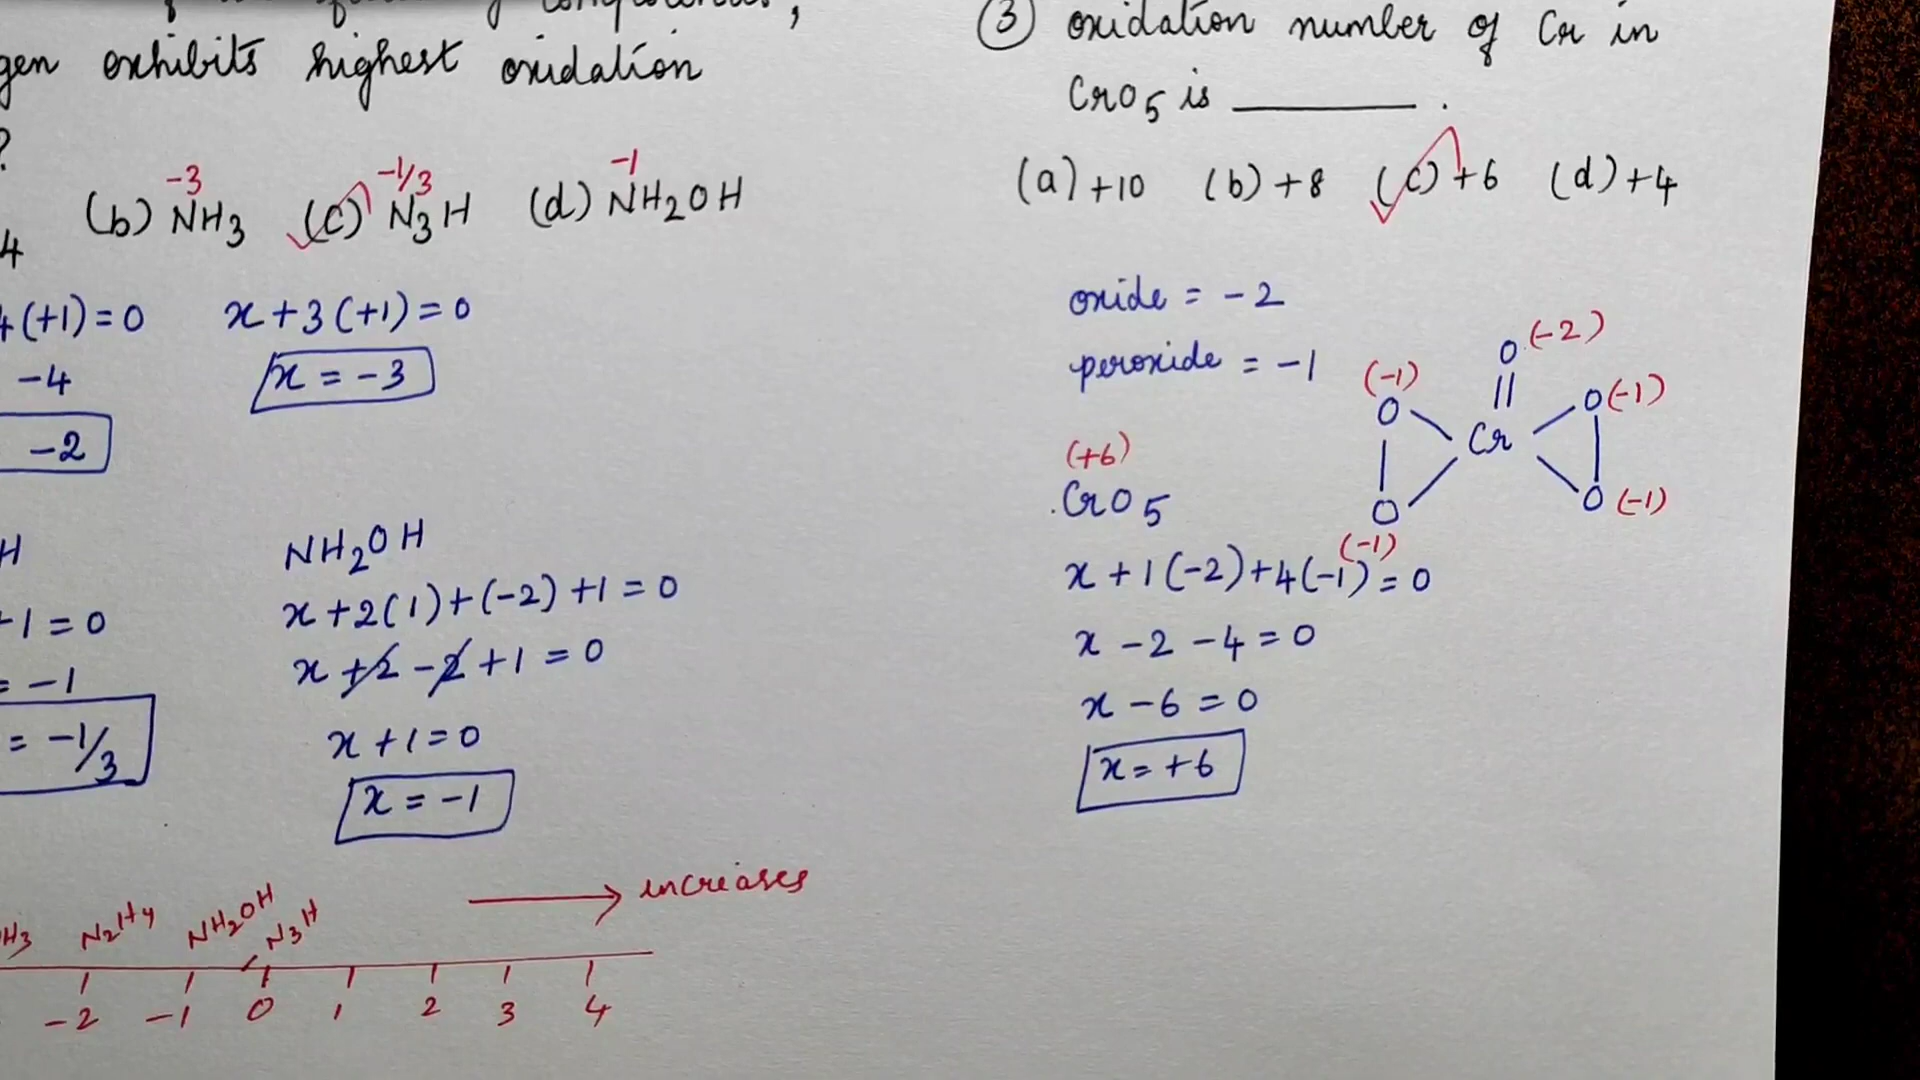 gen exhibits highest oxidation
?
(b) NH3 -3 (c) N3H -1/3 (d) NH2OH -1
4
4(+1) = 0
-4
-2
x + 3(+1) = 0
x = -3
H
+1 = 0
= -1
= -1/3
NH2OH
x + 2(1) + (-2) + 1 = 0
x + 2 - 2 + 1 = 0
x + 1 = 0
x = -1
increases
H3 N2H4 NH2OH N3H
-2 -1 0 1 2 3 4
③ oxidation number of Cr in
CrO5 is ______ .
(a) +10 (b) +8 (c) +6 (d) +4
oxide = -2
peroxide = -1
O (-2)
(-1) O Cr O (-1)
O (-1) O (-1)
(+6)
CrO5
x + 1(-2) + 4(-1) = 0
x - 2 - 4 = 0
x - 6 = 0
x = +6